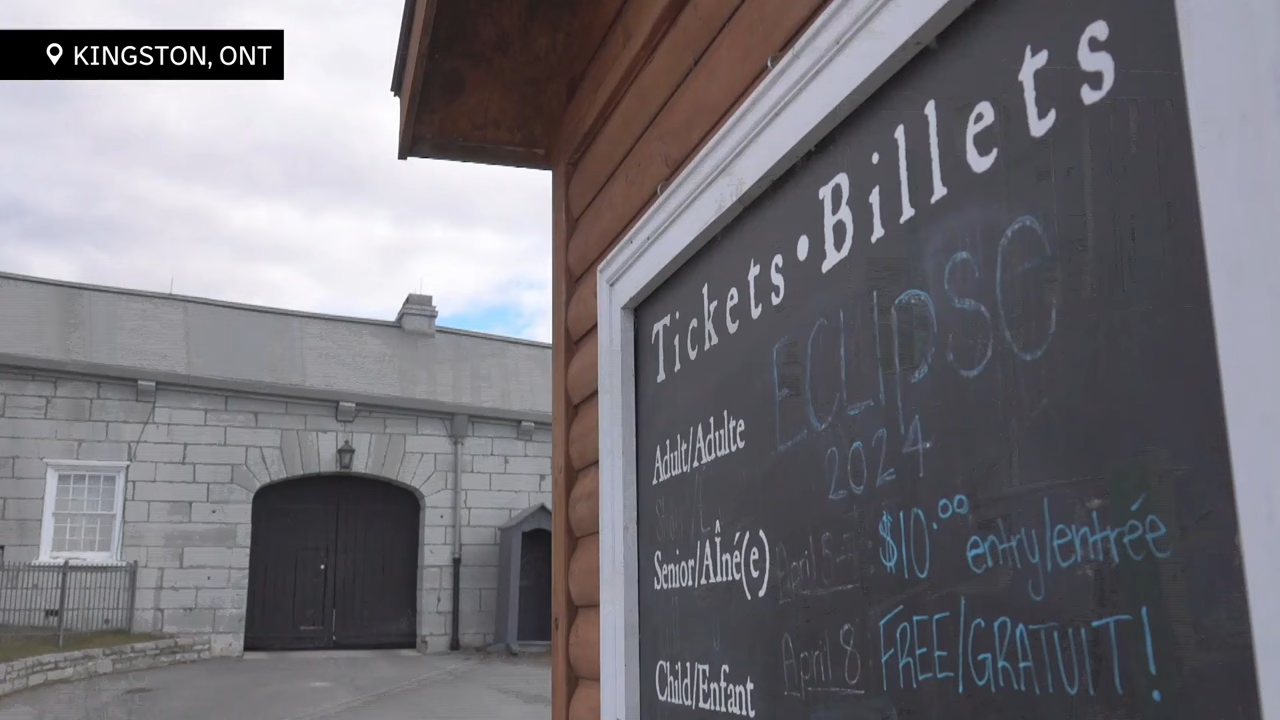 KINGSTON, ONT
Tickets•Billets
ECLIPSE
2024
Adult/Adulte
Senior/AÎné(e)
April 5-7 $10.00 entry/entrée
April 8 FREE/GRATUIT!
Child/Enfant